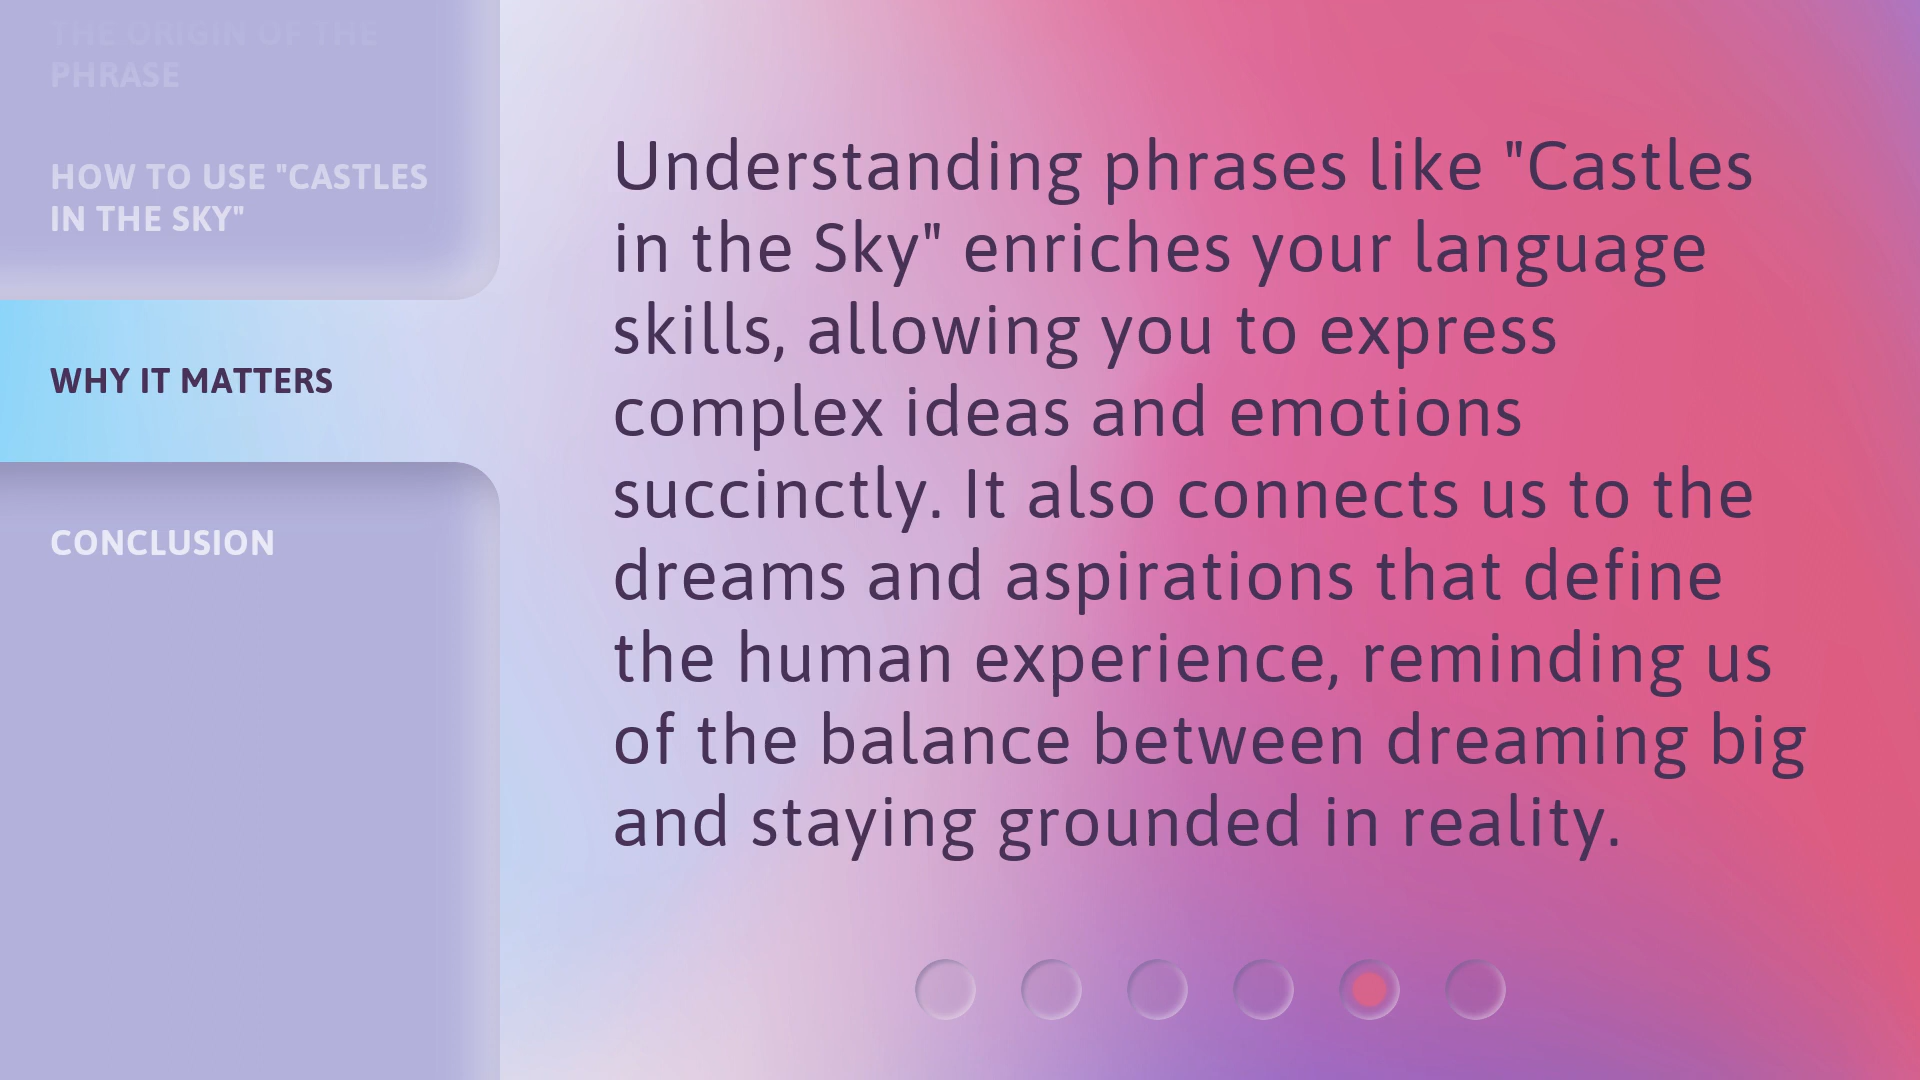 THE ORIGIN OF THE
PHRASE
HOW TO USE "CASTLES
IN THE SKY"
WHY IT MATTERS
CONCLUSION
Understanding phrases like "Castles
in the Sky" enriches your language
skills, allowing you to express
complex ideas and emotions
succinctly. It also connects us to the
dreams and aspirations that define
the human experience, reminding us
of the balance between dreaming big
and staying grounded in reality.